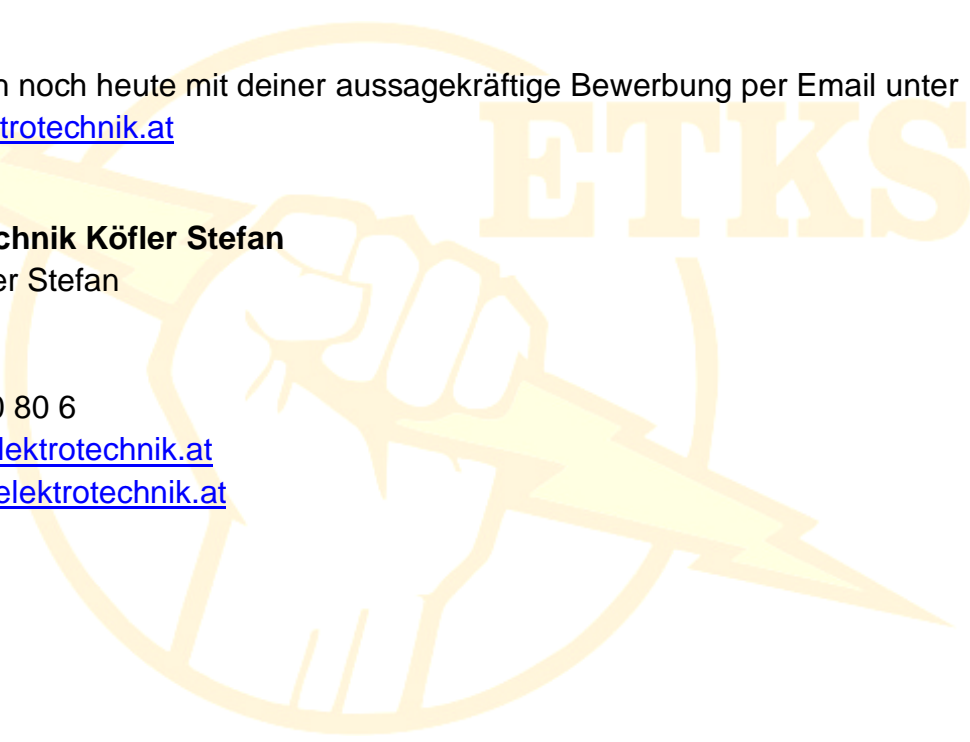 n noch heute mit deiner aussagekräftige Bewerbung per Email unter
trotechnik.at
ETKS
chnik Köfler Stefan
er Stefan
0 80 6
lektrotechnik.at
elektrotechnik.at